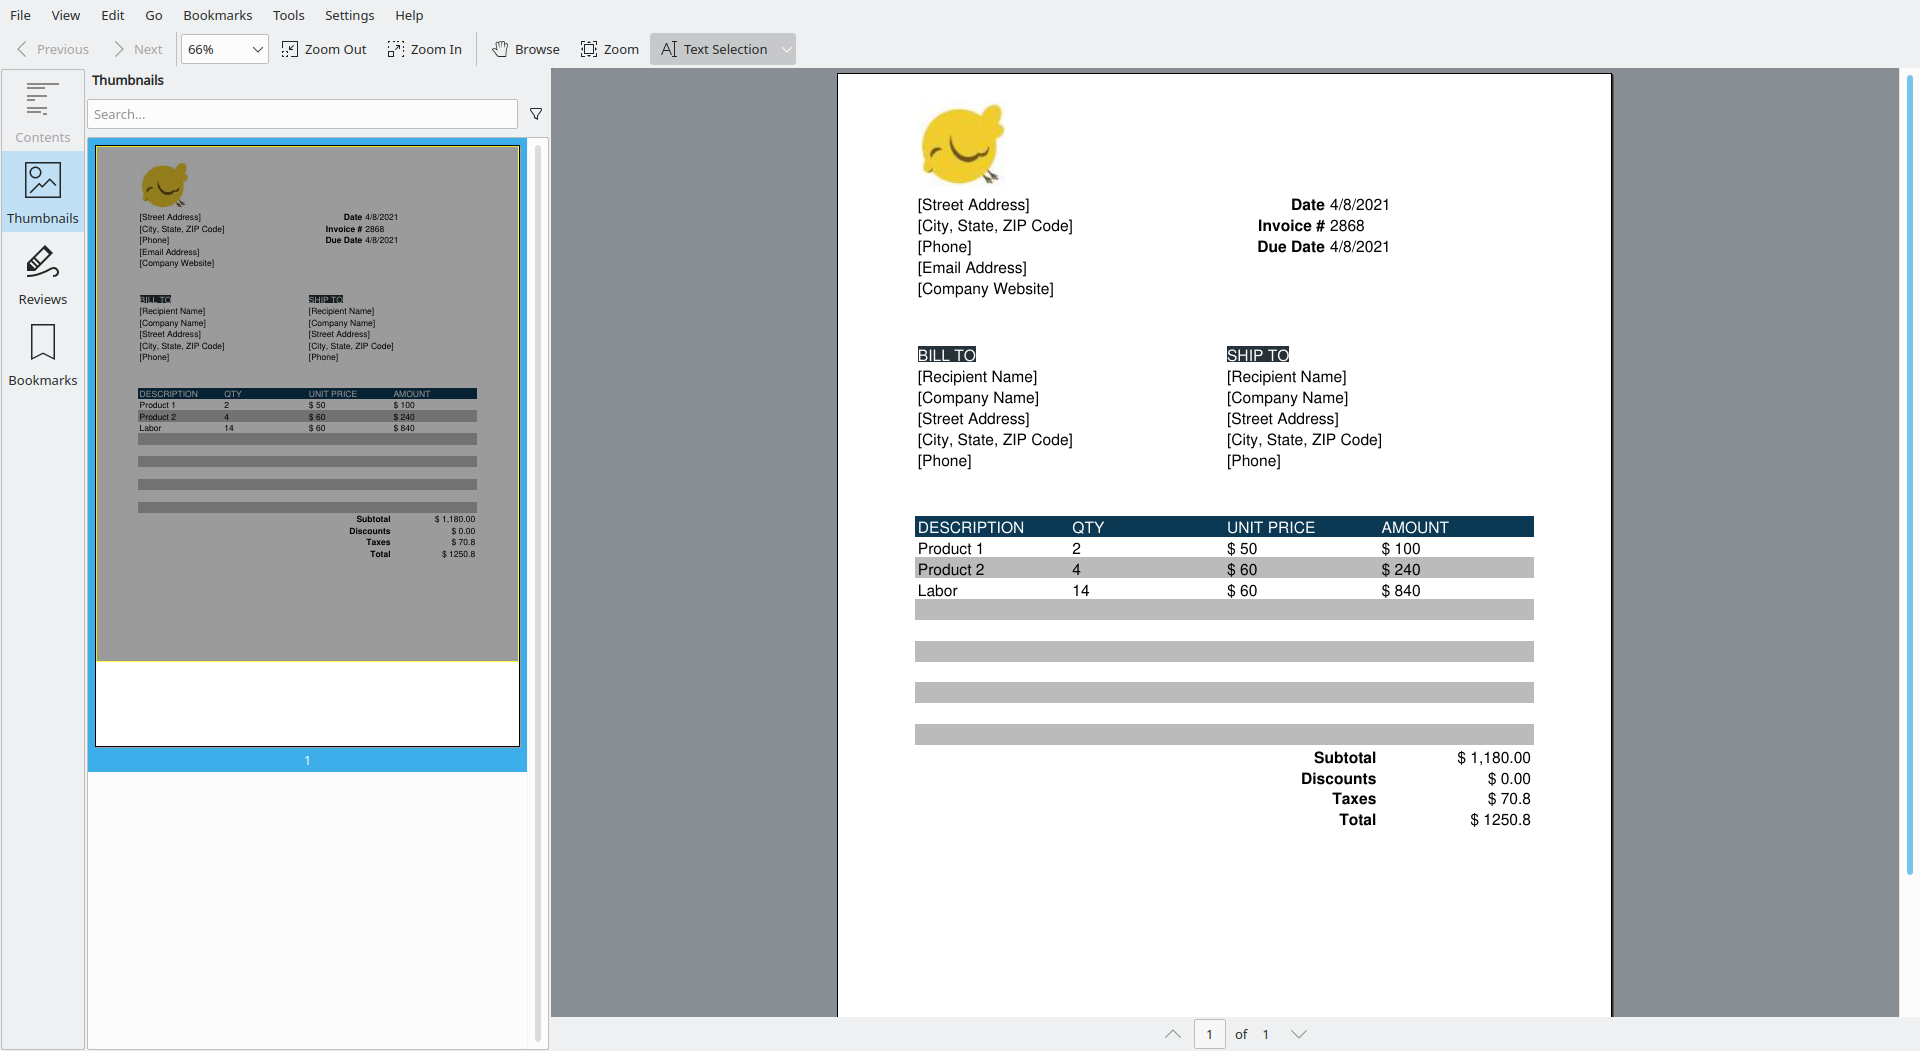 File View Edit Go Bookmarks Tools Settings Help
Previous Next 66% Zoom Out Zoom In Browse Zoom Text Selection
Contents
Thumbnails
Reviews
Bookmarks
Thumbnails
Search...
[Street Address] Date 4/8/2021
[City, State, ZIP Code] Invoice # 2868
[Phone] Due Date 4/8/2021
[Email Address]
[Company Website]
BILL TO SHIP TO
[Recipient Name] [Recipient Name]
[Company Name] [Company Name]
[Street Address] [Street Address]
[City, State, ZIP Code] [City, State, ZIP Code]
[Phone] [Phone]
DESCRIPTION QTY UNIT PRICE AMOUNT
Product 1 2 $ 50 $ 100
Product 2 4 $ 60 $ 240
Labor 14 $ 60 $ 840
Subtotal $ 1,180.00
Discounts $ 0.00
Taxes $ 70.8
Total $ 1250.8
1
[Street Address] Date 4/8/2021
[City, State, ZIP Code] Invoice # 2868
[Phone] Due Date 4/8/2021
[Email Address]
[Company Website]
BILL TO SHIP TO
[Recipient Name] [Recipient Name]
[Company Name] [Company Name]
[Street Address] [Street Address]
[City, State, ZIP Code] [City, State, ZIP Code]
[Phone] [Phone]
DESCRIPTION QTY UNIT PRICE AMOUNT
Product 1 2 $ 50 $ 100
Product 2 4 $ 60 $ 240
Labor 14 $ 60 $ 840
Subtotal $ 1,180.00
Discounts $ 0.00
Taxes $ 70.8
Total $ 1250.8
1 of 1